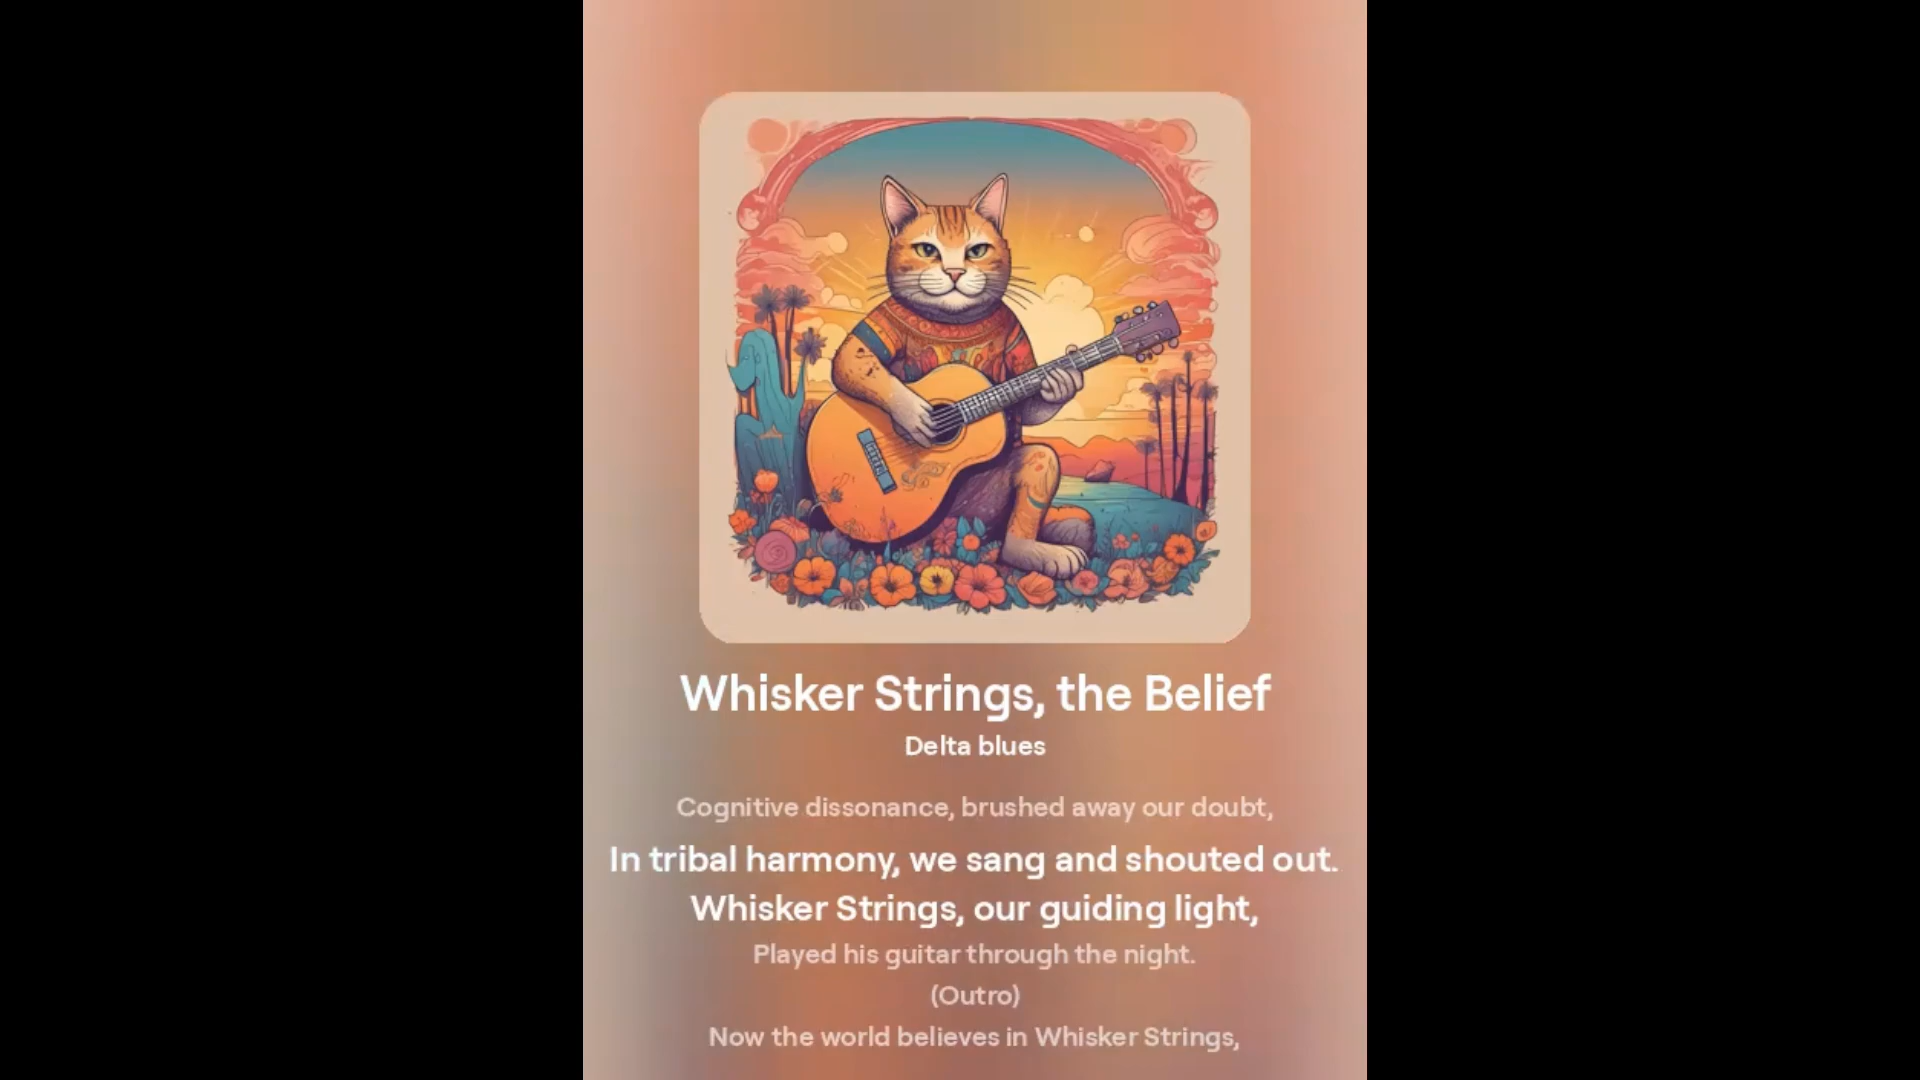 Whisker Strings, the Belief
Delta blues
Cognitive dissonance, brushed away our doubt,
In tribal harmony, we sang and shouted out.
Whisker Strings, our guiding light,
Played his guitar through the night.
(Outro)
Now the world believes in Whisker Strings,